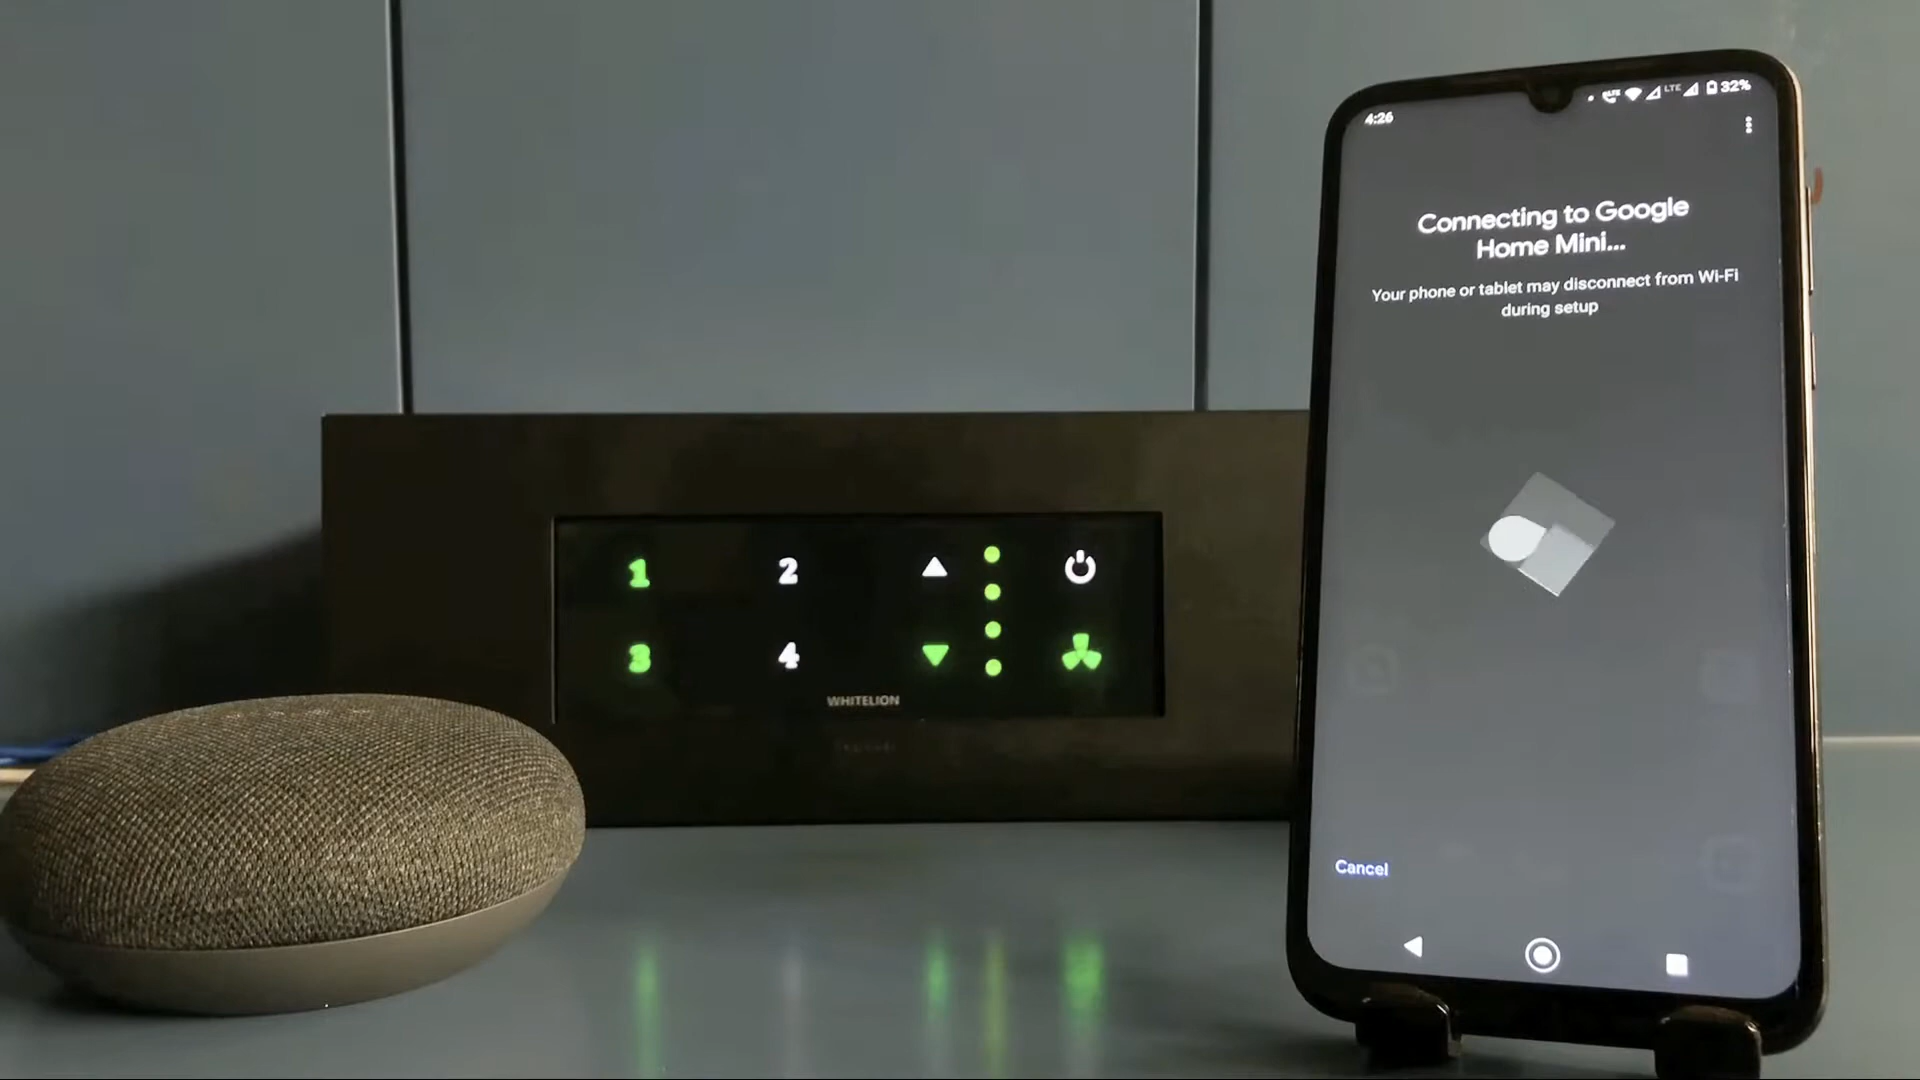 4:26
LTE
32%
Connecting to Google
Home Mini...
Your phone or tablet may disconnect from Wi-Fi
during setup
Cancel
1
2
3
4
WHITELION